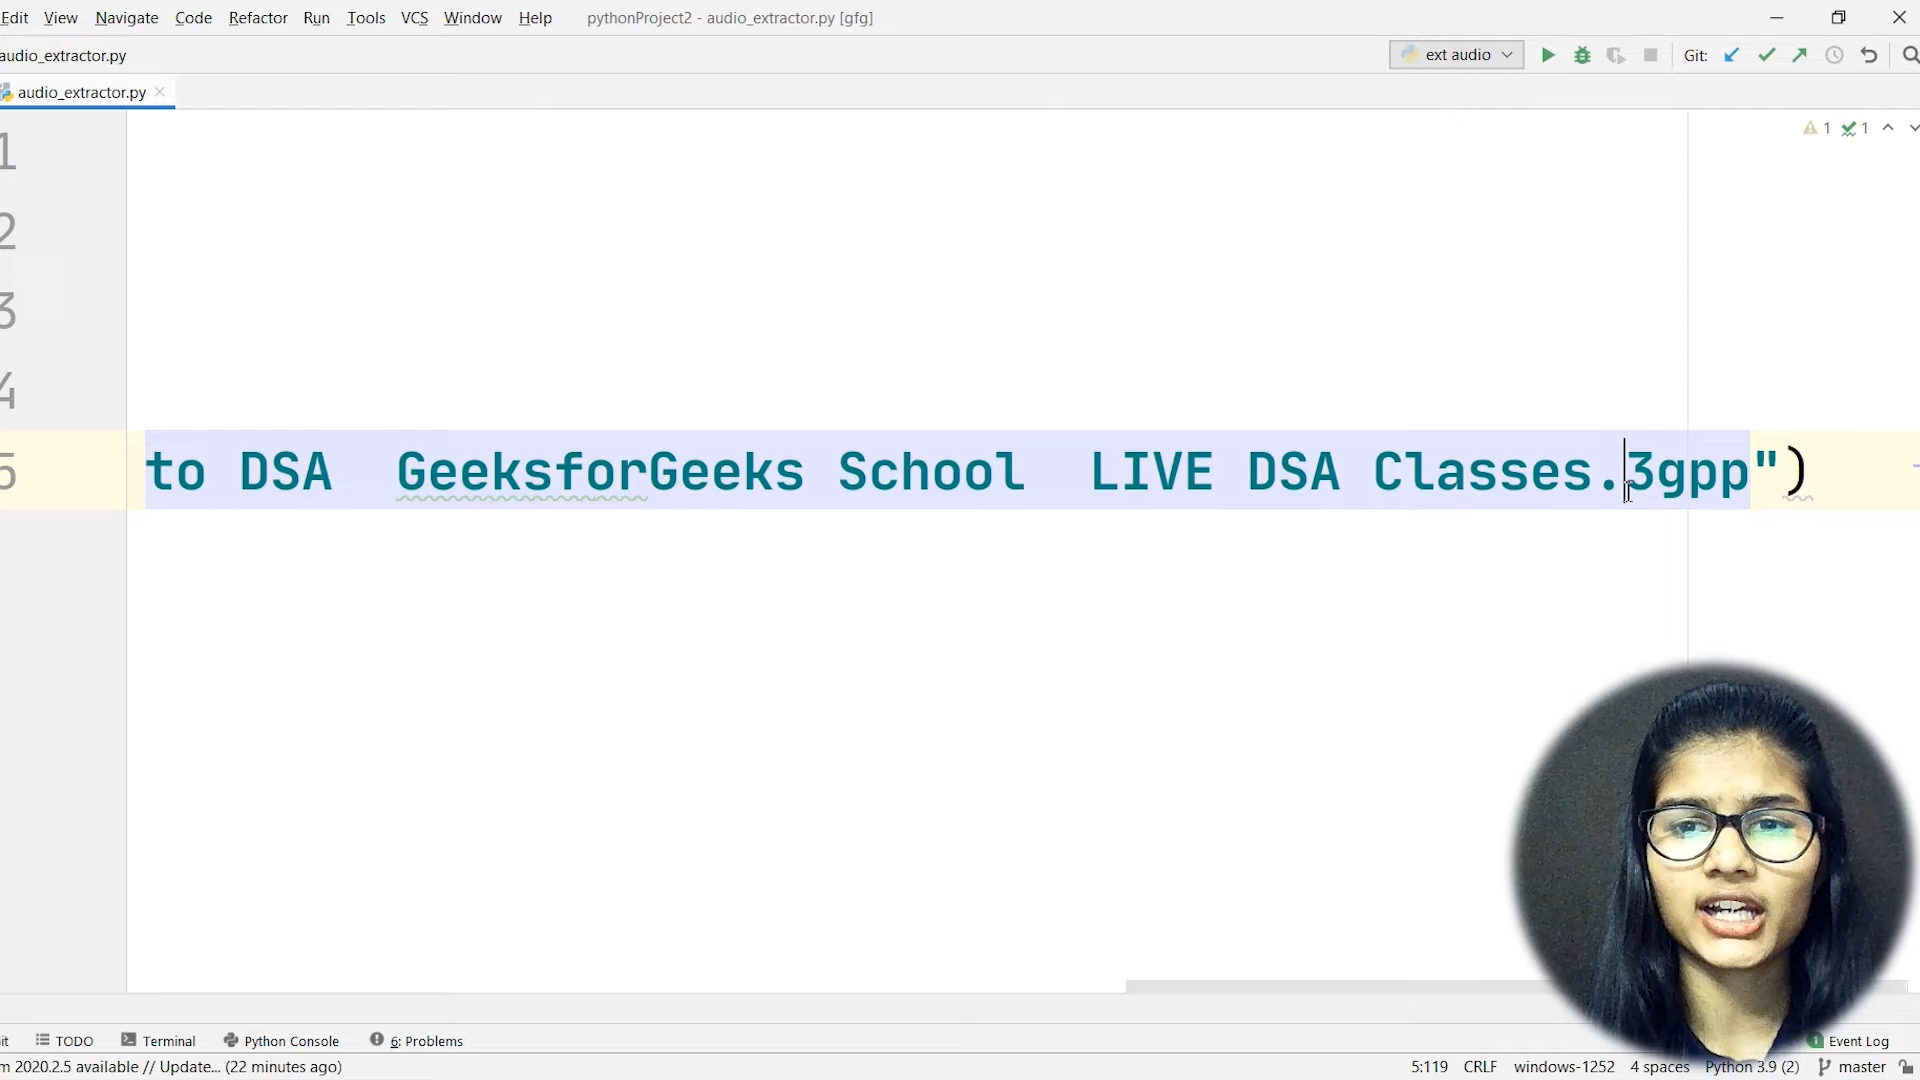 Edit View Navigate Code Refactor Run Tools VCS Window Help pythonProject2 - audio_extractor.py [gfg]
audio_extractor.py ext audio Git:
audio_extractor.py
1 1
1
2
3
4
5 to DSA  GeeksforGeeks School  LIVE DSA Classes.3gpp")
TODO Terminal Python Console 6: Problems 1 Event Log
m 2020.2.5 available // Update... (22 minutes ago) 5:119 CRLF windows-1252 4 spaces Python 3.9 (2) master